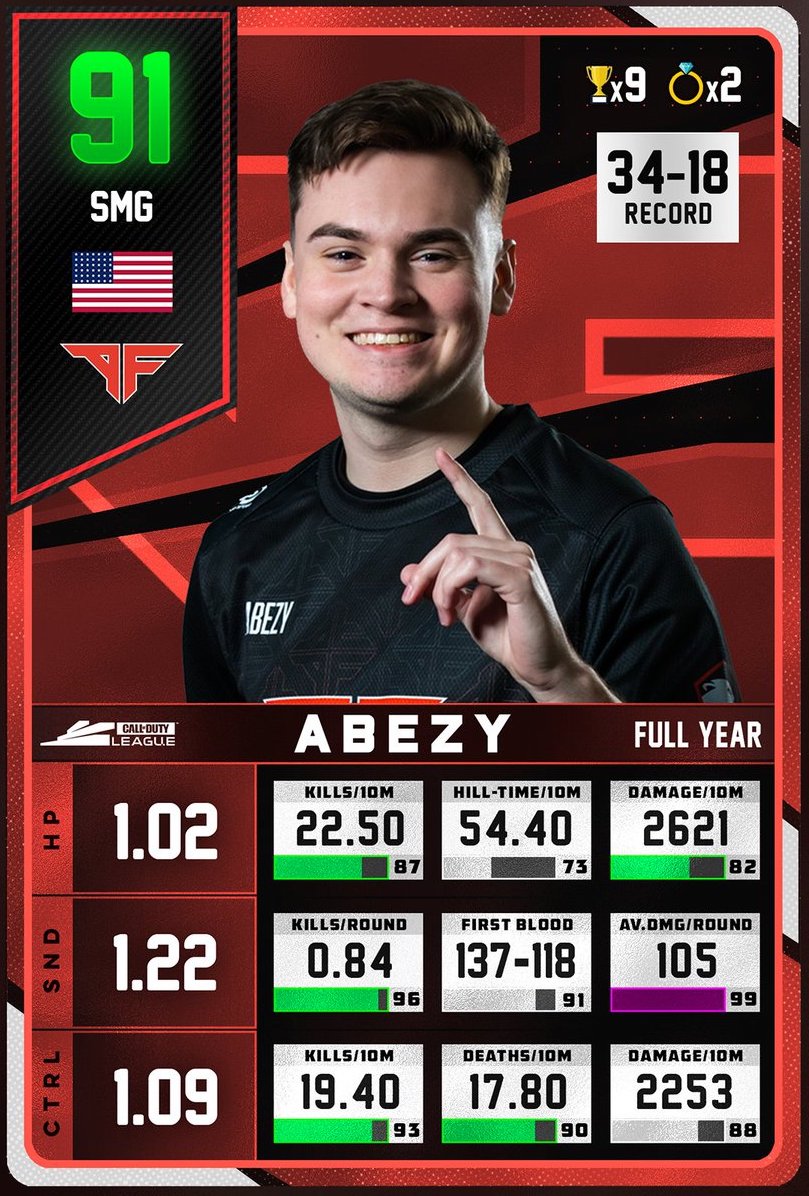 91
SMG
x9 x2
34-18
RECORD
ABEZY
CALL OF DUTY
LEAGUE
ABEZY
FULL YEAR
HP
1.02
KILLS/10M
22.50
87
HILL-TIME/10M
54.40
73
DAMAGE/10M
2621
82
SND
1.22
KILLS/ROUND
0.84
96
FIRST BLOOD
137-118
91
AV.DMG/ROUND
105
99
CTRL
1.09
KILLS/10M
19.40
93
DEATHS/10M
17.80
90
DAMAGE/10M
2253
88